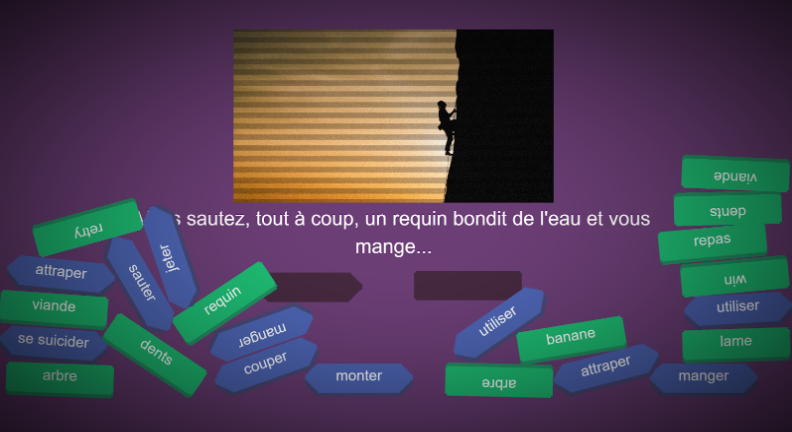 sautez, tout à coup, un requin bondit de l'eau et vous
mange...
viande
dents
retry
repas
jeter
attraper
sauter
win
requin
viande
utiliser
utiliser
manger
se suicider
banane
lame
dents
couper
attraper
arbre
monter
arbre
manger